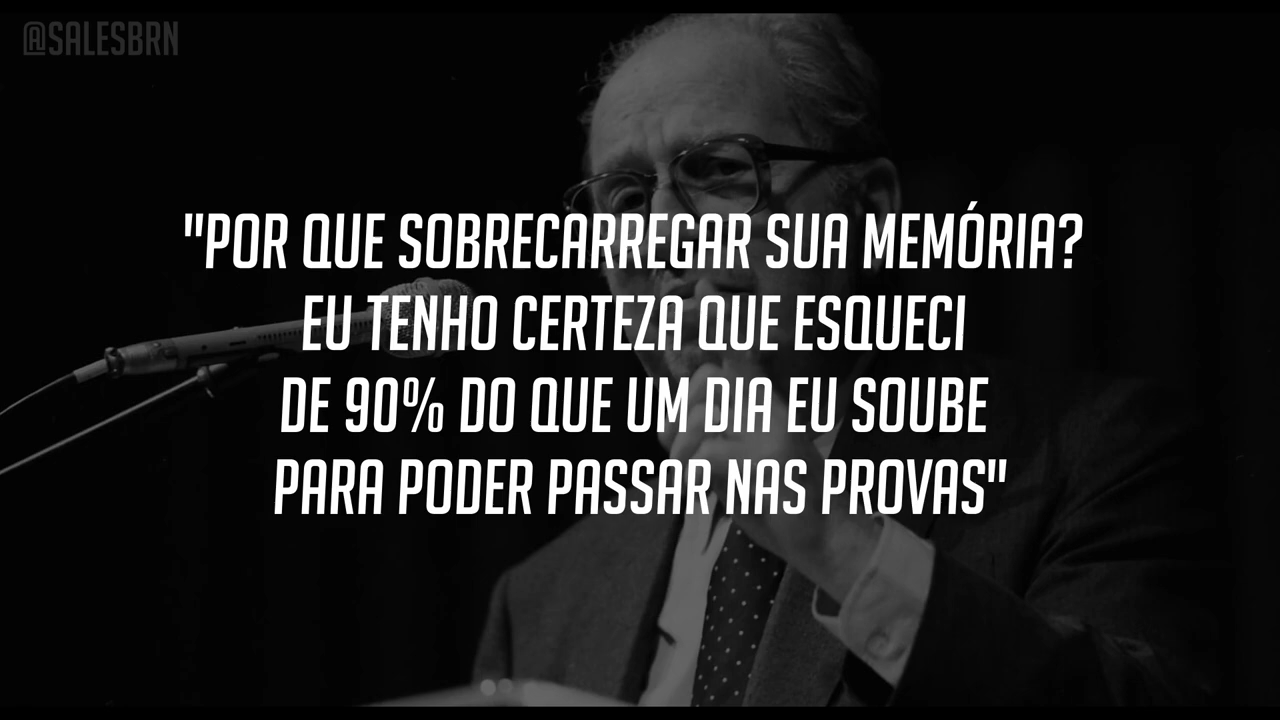 @SALESBRN
"POR QUE SOBRECARREGAR SUA MEMÓRIA?
EU TENHO CERTEZA QUE ESQUECI
DE 90% DO QUE UM DIA EU SOUBE
PARA PODER PASSAR NAS PROVAS"